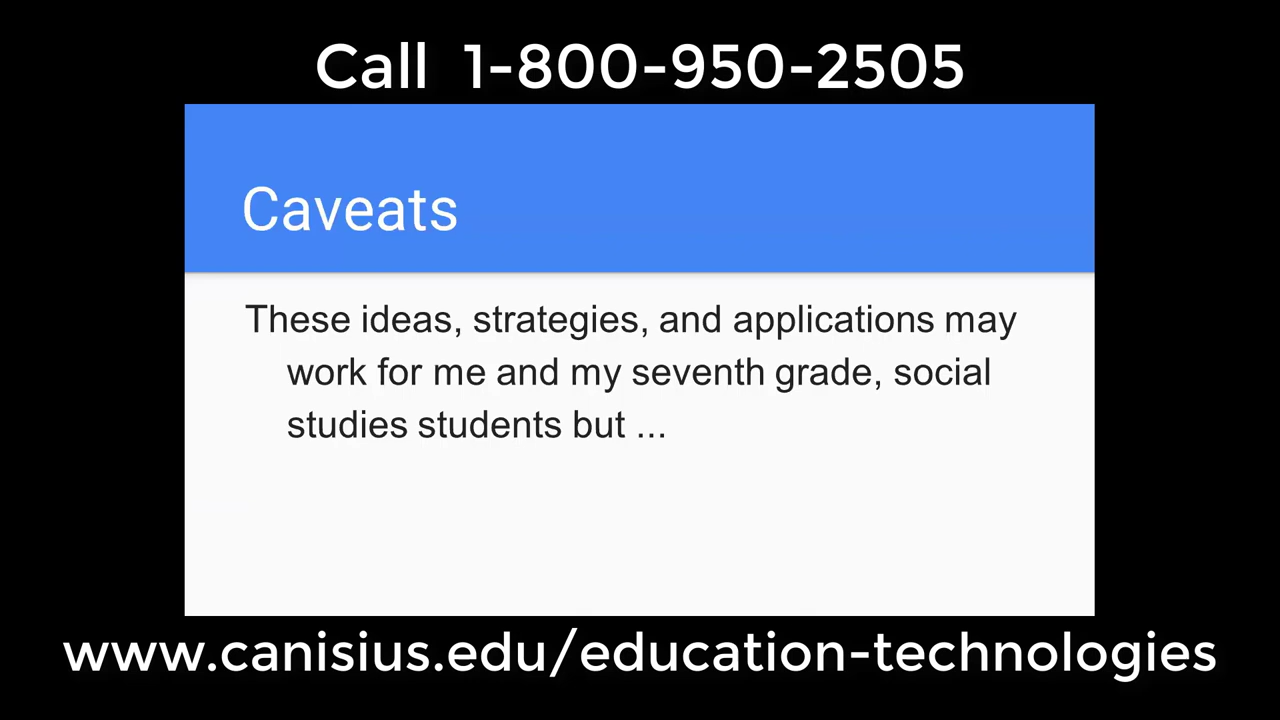 Call 1-800-950-2505
Caveats
These ideas, strategies, and applications may
work for me and my seventh grade, social
studies students but ...
www.canisius.edu/education-technologies